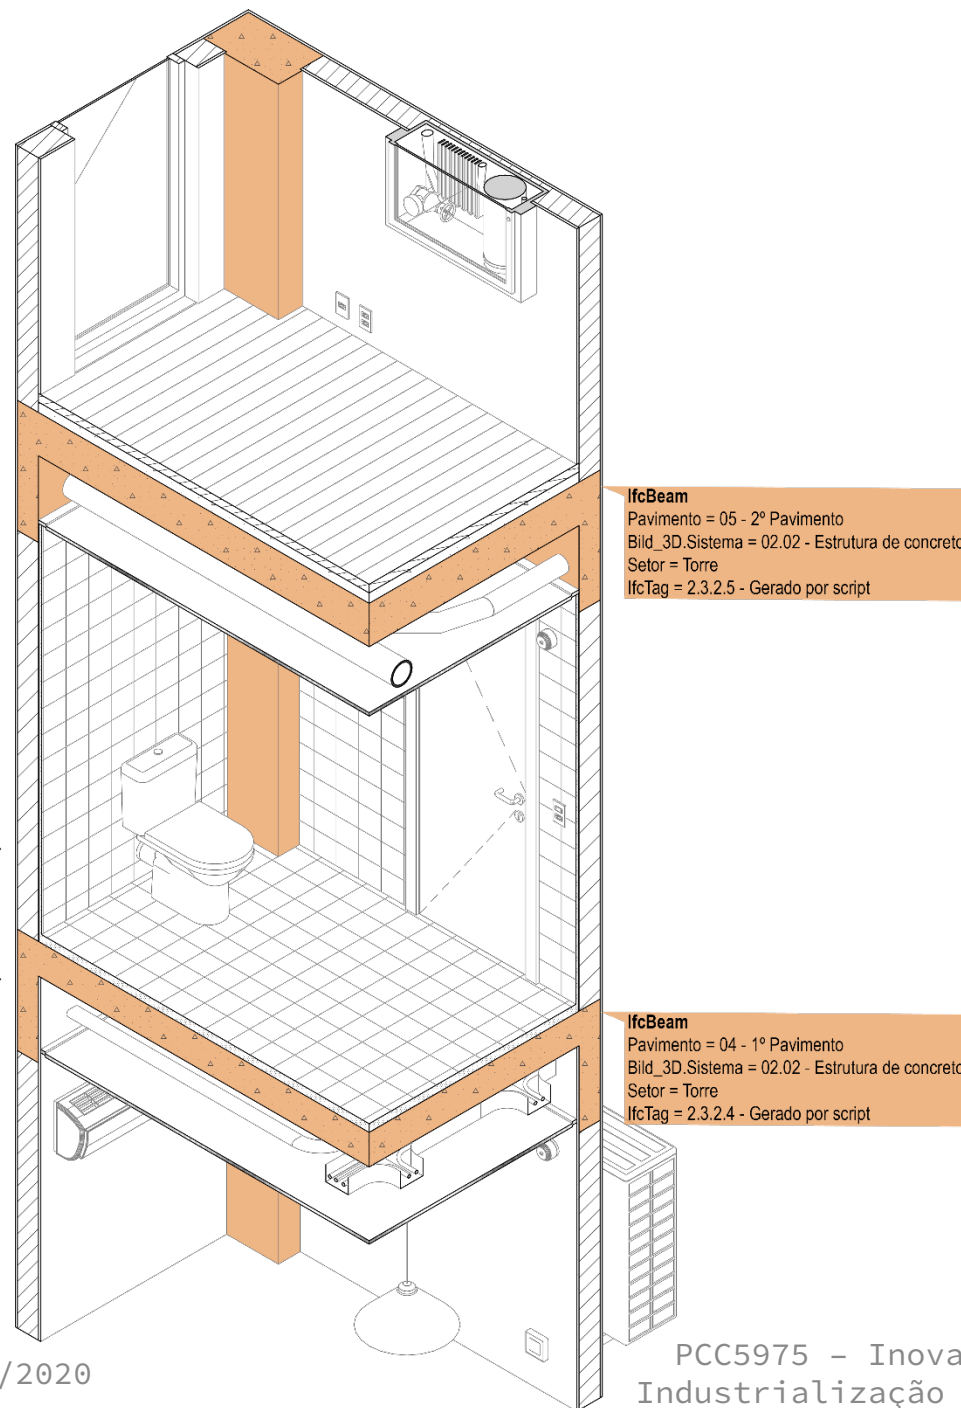 IfcBeam
Pavimento = 05 - 2º Pavimento
Bild_3D.Sistema = 02.02 - Estrutura de concreto
Setor = Torre
IfcTag = 2.3.2.5 - Gerado por script
IfcBeam
Pavimento = 04 - 1º Pavimento
Bild_3D.Sistema = 02.02 - Estrutura de concreto
Setor = Torre
IfcTag = 2.3.2.4 - Gerado por script
/2020
PCC5975 – Inova
Industrialização